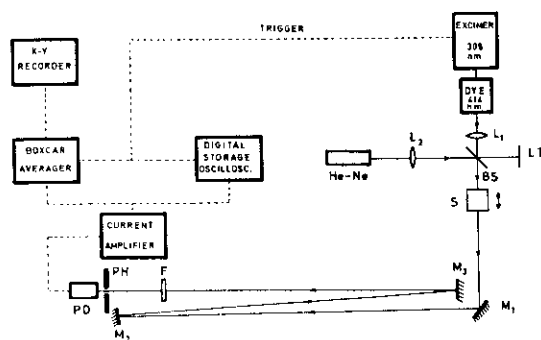 TRIGGER
EXCIMER
308
nm
X-Y
RECORDER
DYE
414
nm
L₁
L₂
LT
BOXCAR
AVERAGER
DIGITAL
STORAGE
OSCILLOSC.
He-Ne
BS
S
CURRENT
AMPLIFIER
PH
F
M₃
PD
M₂
M₁